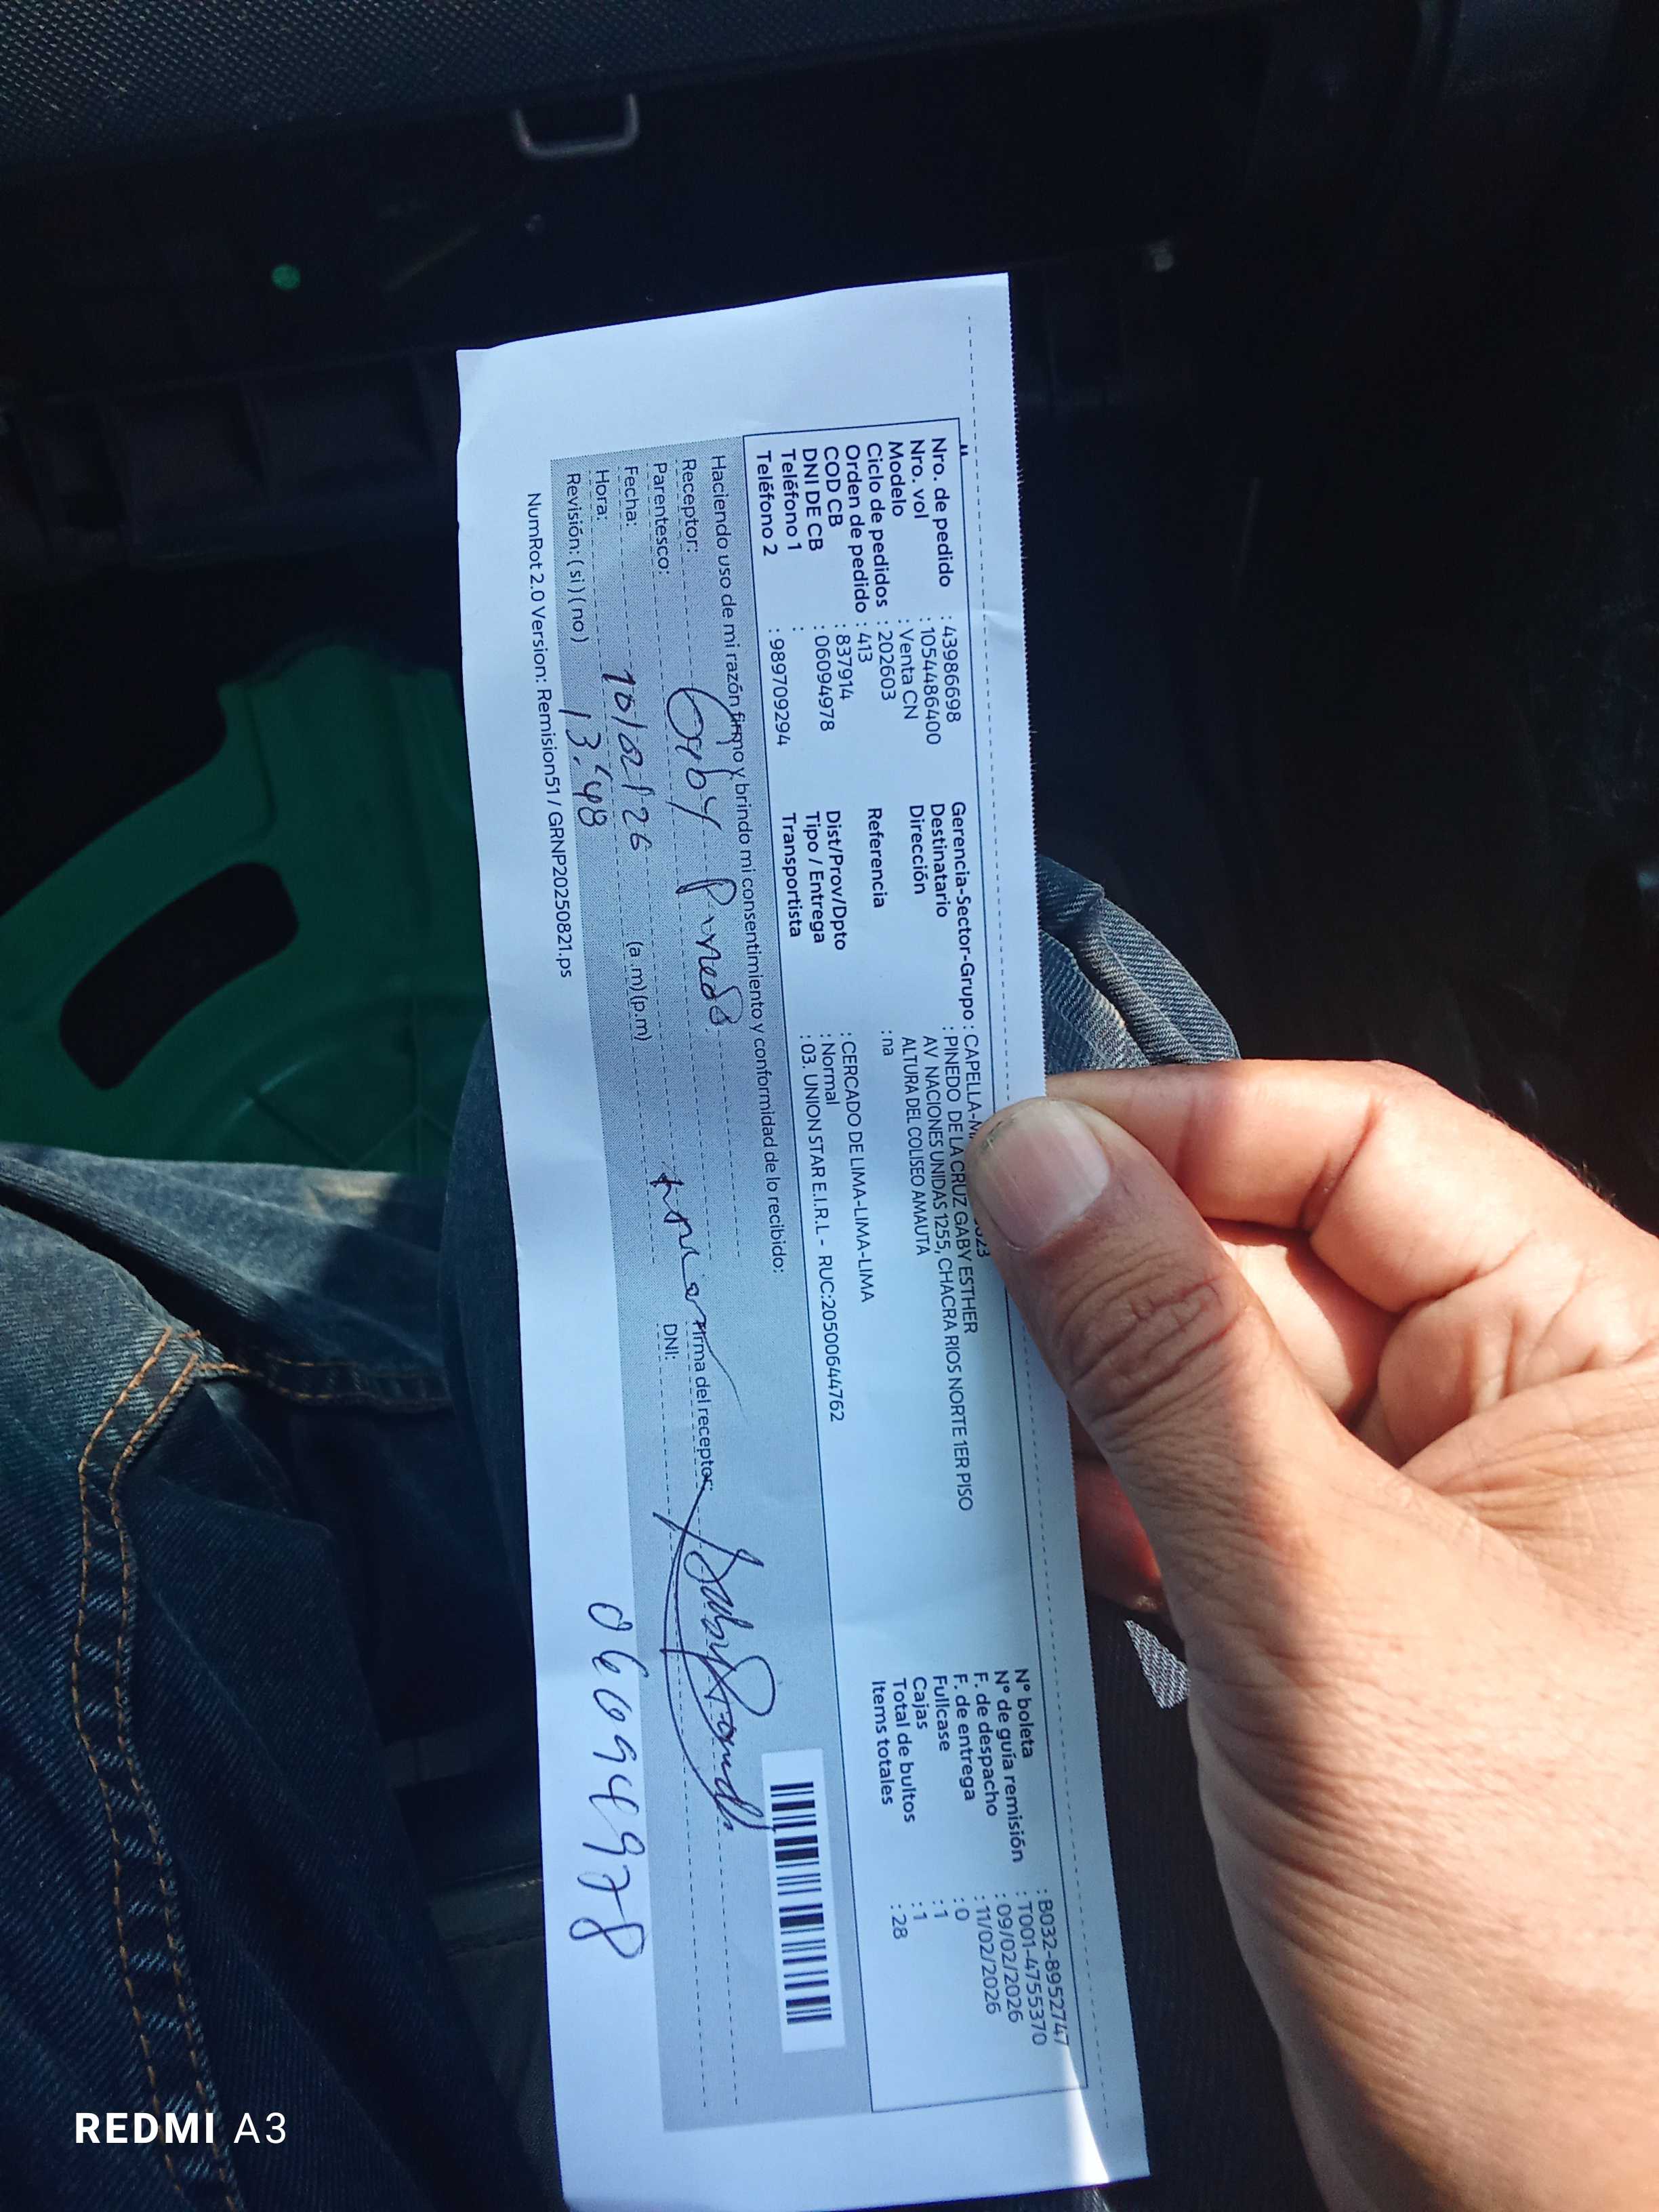 Nro. de pedido : 43986698
Nro. vol : 1054486400
Modelo : Venta CN
Ciclo de pedidos : 202603
Orden de pedido : 413
COD CB : 837914
DNI DE CB : 06094978
Teléfono 1 :
Teléfono 2 : 989709294
Gerencia-Sector-Grupo : CAPELLA-
Destinatario : PINEDO DE LA CRUZ GABY ESTHER
Dirección : AV NACIONES UNIDAS 1255, CHACRA RIOS NORTE 1ER PISO
ALTURA DEL COLISEO AMAUTA
Referencia : na
Dist/Prov/Dpto : CERCADO DE LIMA-LIMA-LIMA
Tipo / Entrega : Normal
Transportista : 03. UNION STAR E.I.R.L - RUC:20500644762
N° boleta : B032-8952747
N° de guía remisión : T001-4755370
F. de despacho : 09/02/2026
F. de entrega : 11/02/2026
Fullcase : 0
Cajas : 1
Total de bultos : 1
Items totales : 28
Haciendo uso de mi razón firmo y brindo mi consentimiento y conformidad de lo recibido:
Receptor: Gaby Pinedo
Firma del receptor:
Parentesco:
DNI: 06094978
Fecha: 10/02/26
Hora: 13:48 (a .m) (p.m)
Revisión: ( si ) ( no )
NumRot 2.0 Version: Remision51 / GRNP20250821.ps
REDMI A3